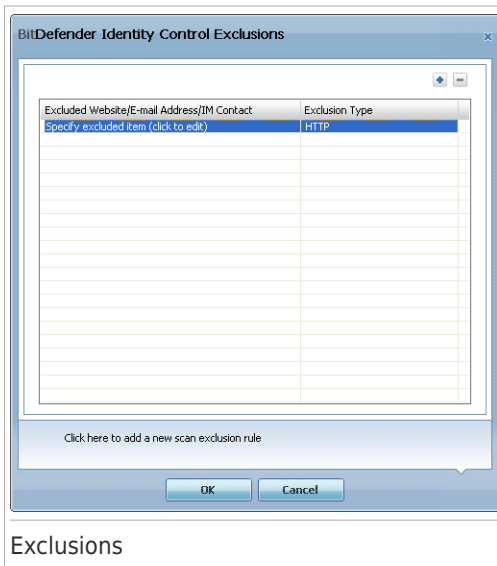 BitDefender Identity Control Exclusions
Excluded Website/E-mail Address/IM Contact Exclusion Type
Specify excluded item (click to edit) HTTP
Click here to add a new scan exclusion rule
OK Cancel
Exclusions